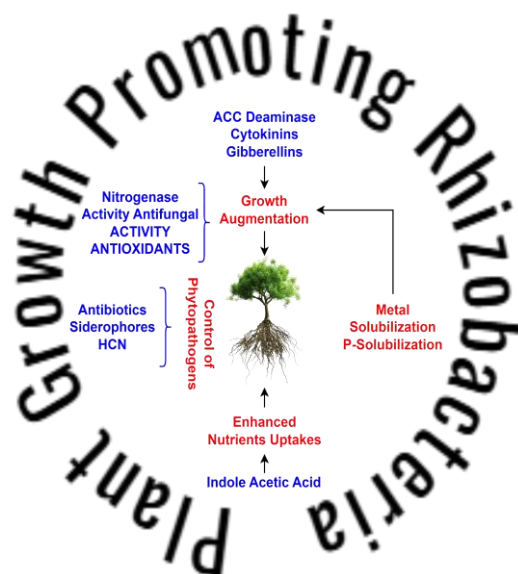 Plant Growth Promoting Rhizobacteria
ACC Deaminase
Cytokinins
Gibberellins
Nitrogenase
Activity Antifungal
ACTIVITY
ANTIOXIDANTS
Growth
Augmentation
Antibiotics
Siderophores
HCN
Control of
Phytopathogens
Metal
Solubilization
P-Solubilization
Enhanced
Nutrients Uptakes
Indole Acetic Acid